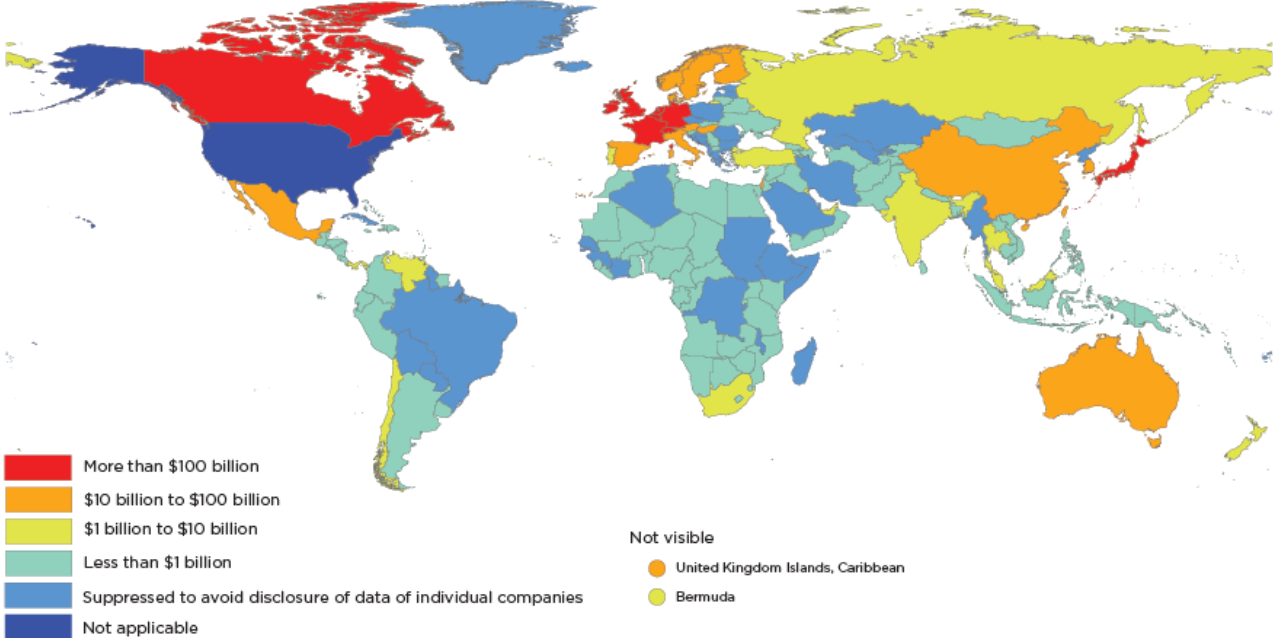 More than $100 billion
$10 billion to $100 billion
$1 billion to $10 billion
Less than $1 billion
Suppressed to avoid disclosure of data of individual companies
Not applicable
Not visible
United Kingdom Islands, Caribbean
Bermuda